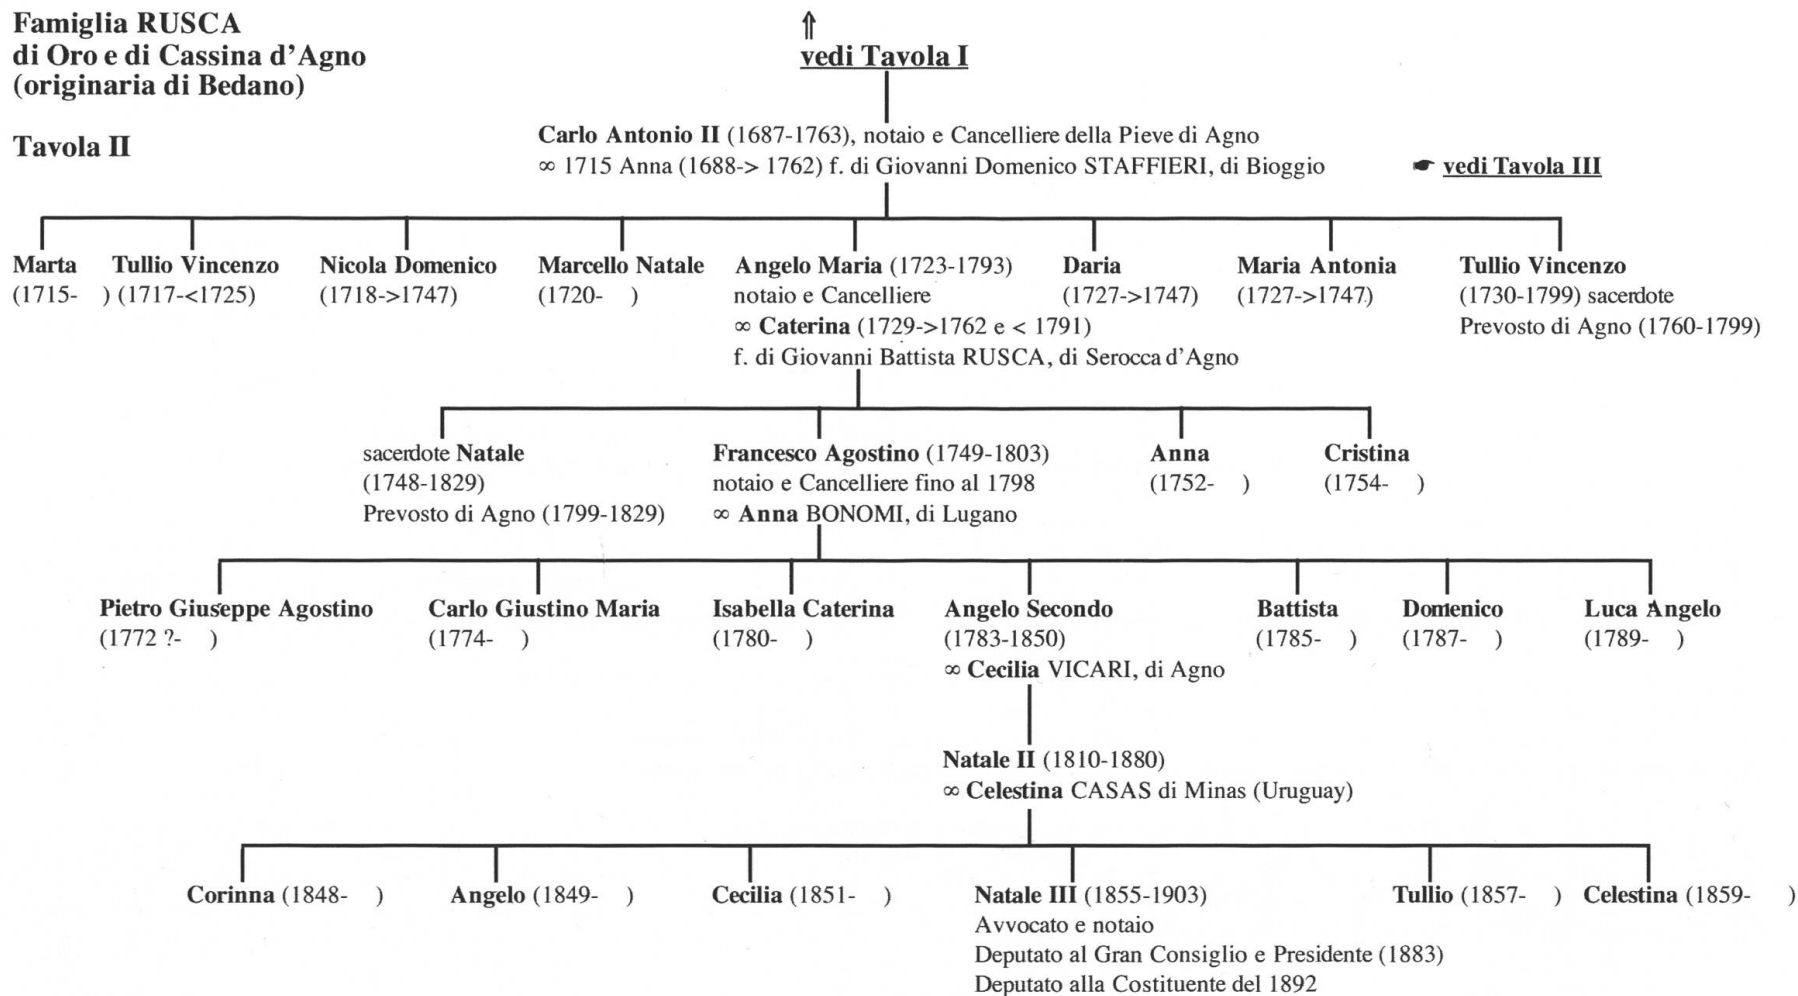 Famiglia RUSCA
di Oro e di Cassina d'Agno
(originaria di Bedano)
Tavola II
⇑
vedi Tavola I
Carlo Antonio II (1687-1763), notaio e Cancelliere della Pieve di Agno
∞ 1715 Anna (1688-> 1762) f. di Giovanni Domenico STAFFIERI, di Bioggio
☛ vedi Tavola III
Marta
(1715-    )
Tullio Vincenzo
(1717-<1725)
Nicola Domenico
(1718->1747)
Marcello Natale
(1720-    )
Angelo Maria (1723-1793)
notaio e Cancelliere
∞ Caterina (1729->1762 e < 1791)
f. di Giovanni Battista RUSCA, di Serocca d'Agno
Daria
(1727->1747)
Maria Antonia
(1727->1747)
Tullio Vincenzo
(1730-1799) sacerdote
Prevosto di Agno (1760-1799)
sacerdote Natale
(1748-1829)
Prevosto di Agno (1799-1829)
Francesco Agostino (1749-1803)
notaio e Cancelliere fino al 1798
∞ Anna BONOMI, di Lugano
Anna
(1752-    )
Cristina
(1754-    )
Pietro Giuseppe Agostino
(1772 ?-    )
Carlo Giustino Maria
(1774-    )
Isabella Caterina
(1780-    )
Angelo Secondo
(1783-1850)
∞ Cecilia VICARI, di Agno
Battista
(1785-    )
Domenico
(1787-    )
Luca Angelo
(1789-    )
Natale II (1810-1880)
∞ Celestina CASAS di Minas (Uruguay)
Corinna (1848-    )
Angelo (1849-    )
Cecilia (1851-    )
Natale III (1855-1903)
Avvocato e notaio
Deputato al Gran Consiglio e Presidente (1883)
Deputato alla Costituente del 1892
Tullio (1857-    )
Celestina (1859-    )